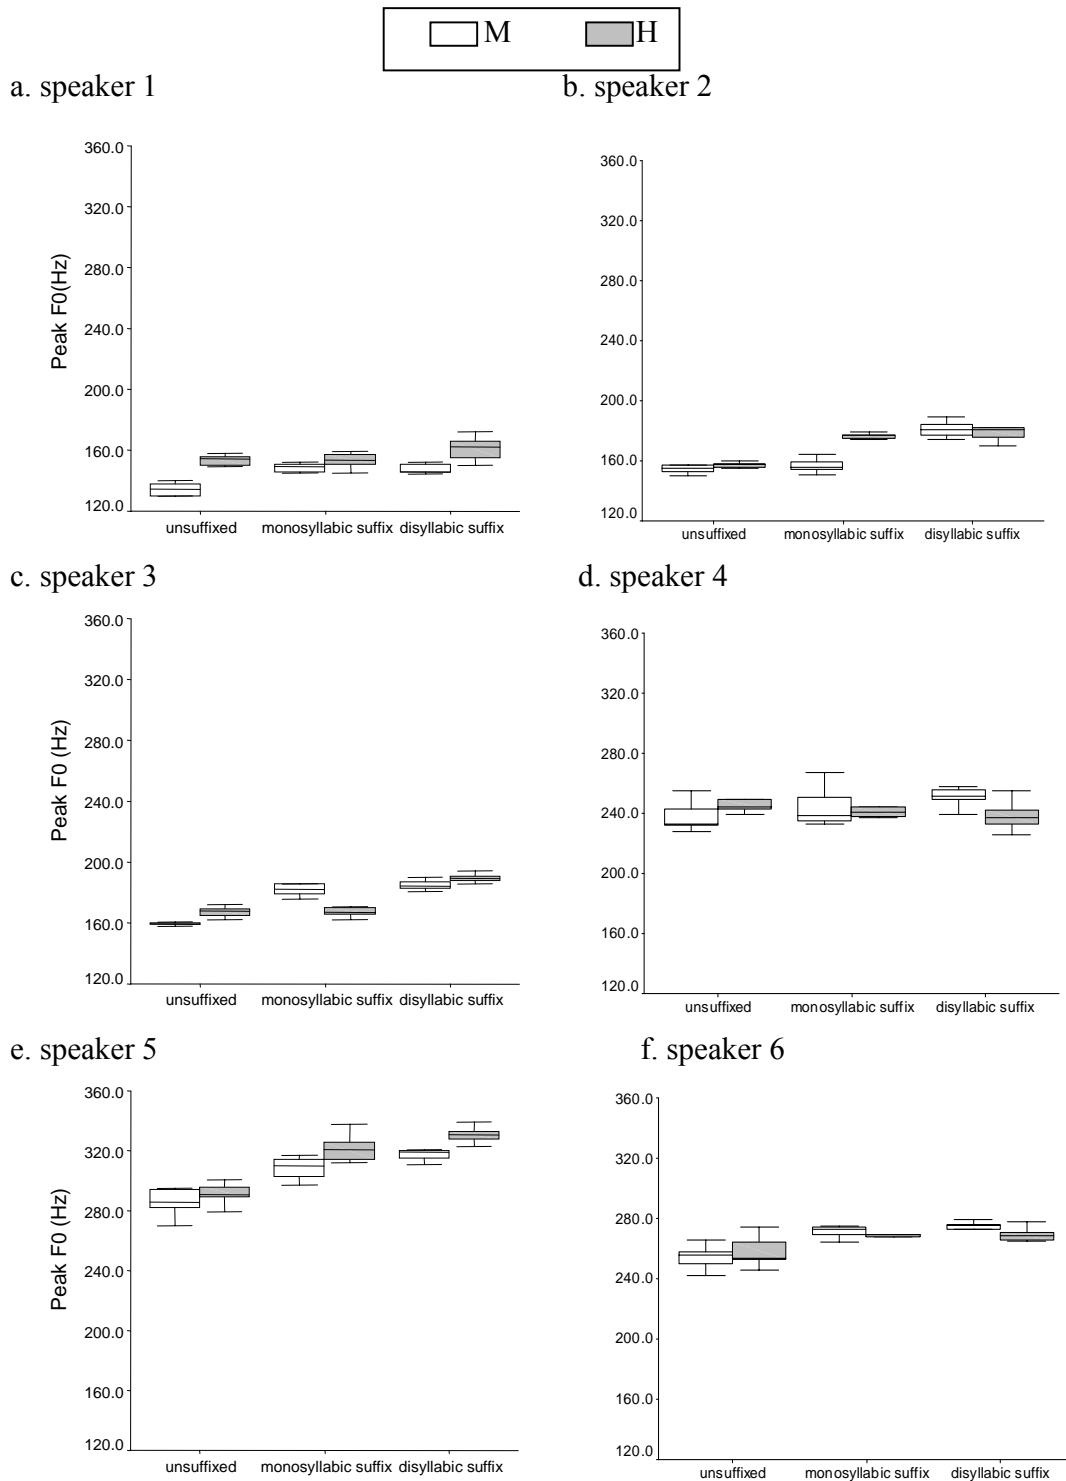 M H
a. speaker 1
b. speaker 2
360.0
320.0
280.0
240.0
200.0
160.0
120.0
Peak F0(Hz)
unsuffixed monosyllabic suffix disyllabic suffix
360.0
320.0
280.0
240.0
200.0
160.0
120.0
unsuffixed monosyllabic suffix disyllabic suffix
c. speaker 3
d. speaker 4
360.0
320.0
280.0
240.0
200.0
160.0
120.0
Peak F0 (Hz)
unsuffixed monosyllabic suffix disyllabic suffix
360.0
320.0
280.0
240.0
200.0
160.0
120.0
unsuffixed monosyllabic suffix disyllabic suffix
e. speaker 5
f. speaker 6
360.0
320.0
280.0
240.0
200.0
160.0
120.0
Peak F0 (Hz)
unsuffixed monosyllabic suffix disyllabic suffix
360.0
320.0
280.0
240.0
200.0
160.0
120.0
unsuffixed monosyllabic suffix disyllabic suffix